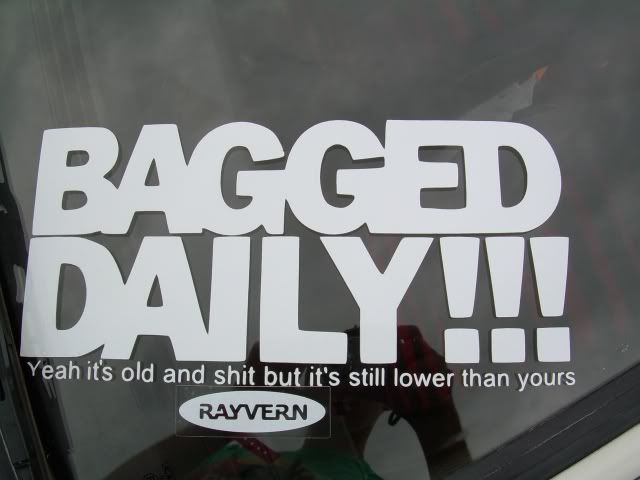 BAGGED
DAILY!!!
Yeah it's old and shit but it's still lower than yours
RAYVERN